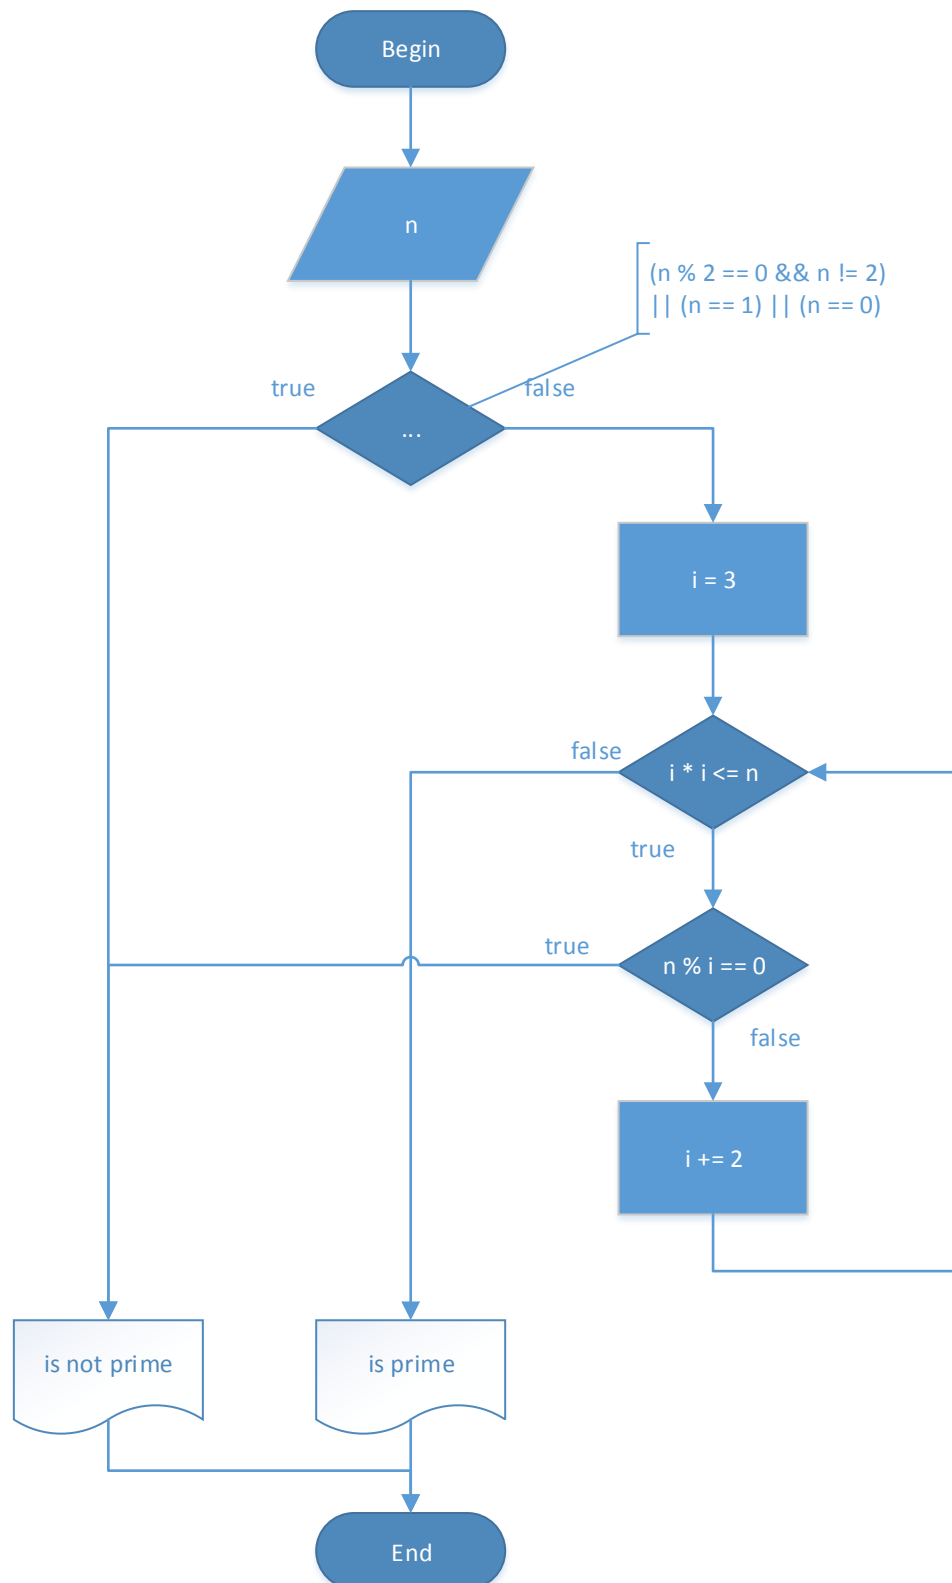 Begin
n
(n % 2 == 0 && n != 2)
|| (n == 1) || (n == 0)
true
false
...
i = 3
false
i * i <= n
true
true
n % i == 0
false
i += 2
is not prime
is prime
End